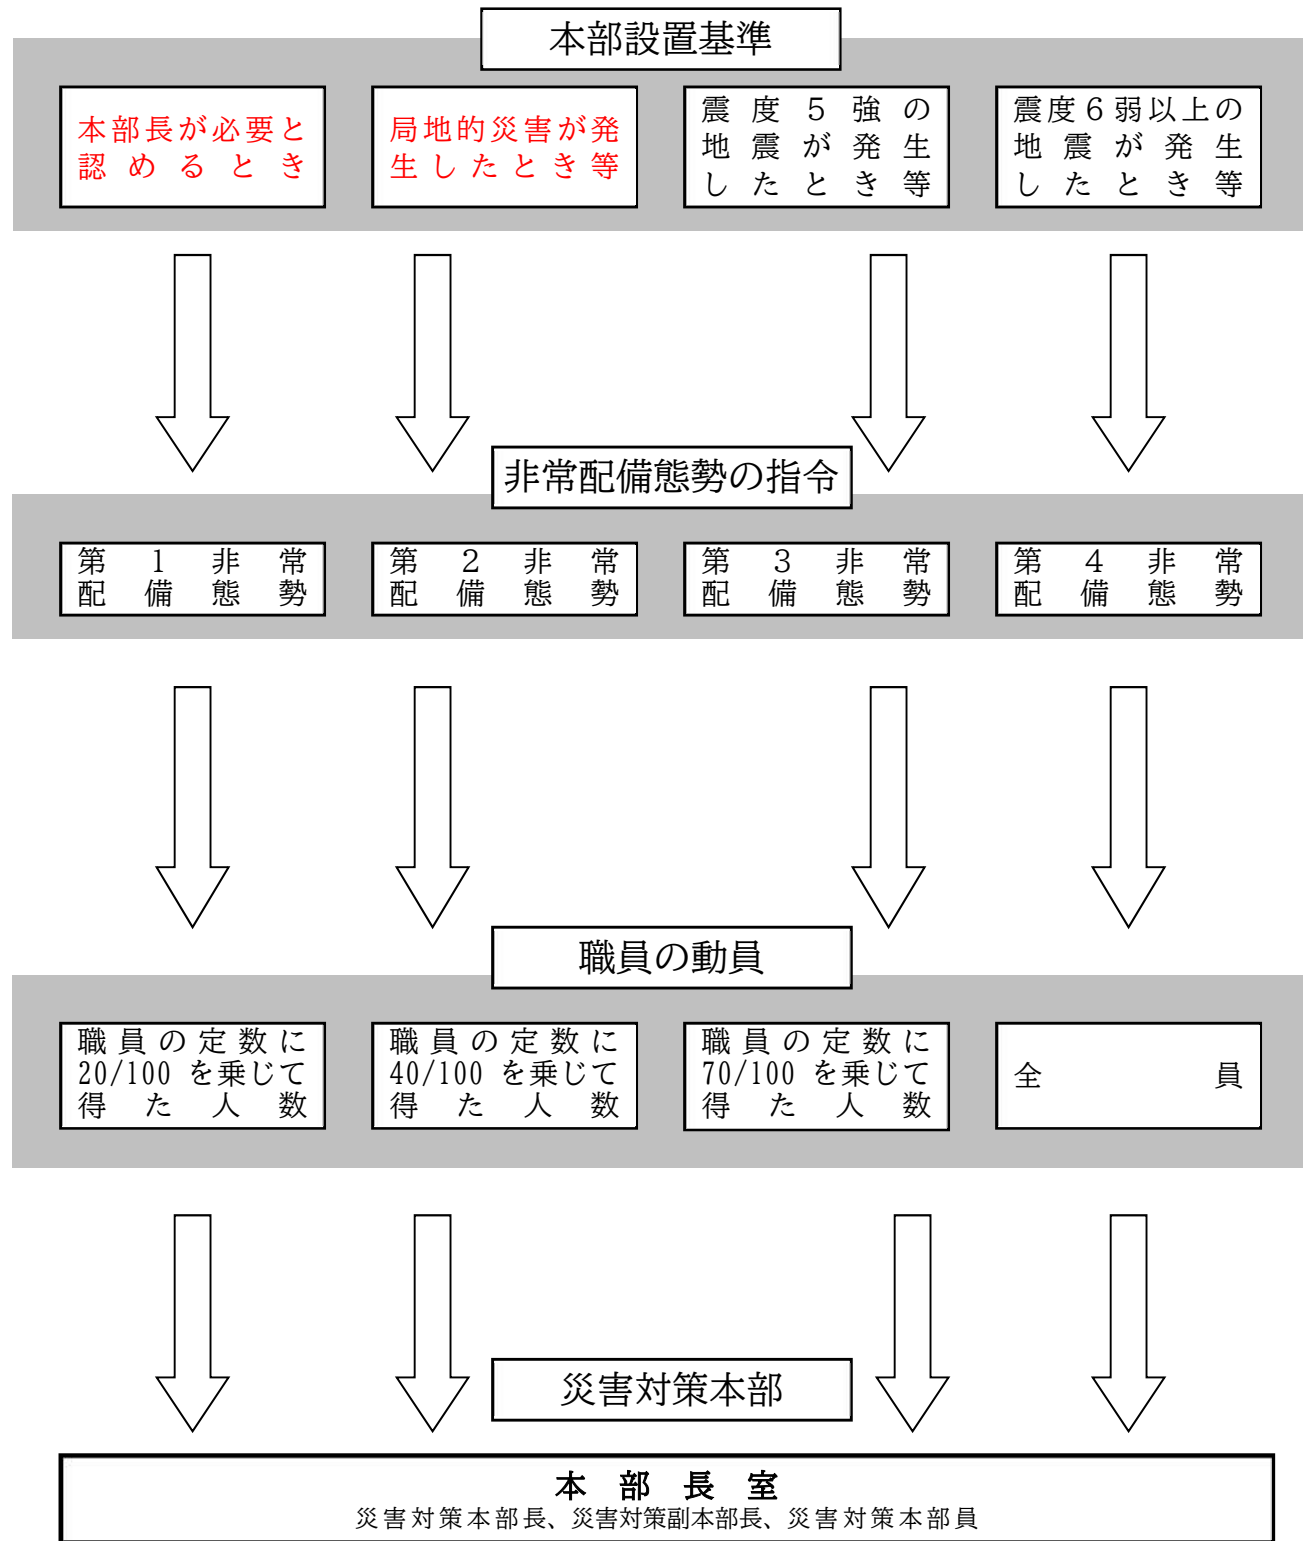 本部設置基準
本部長が必要と
認めるとき
局地的災害が発
生したとき等
震度５強の
地震が発生
したとき等
震度６弱以上の
地震が発生
したとき等
非常配備態勢の指令
第１非常
配備態勢
第２非常
配備態勢
第３非常
配備態勢
第４非常
配備態勢
職員の動員
職員の定数に
20/100 を乗じて
得た人数
職員の定数に
40/100 を乗じて
得た人数
職員の定数に
70/100 を乗じて
得た人数
全員
災害対策本部
本部長室
災害対策本部長、災害対策副本部長、災害対策本部員